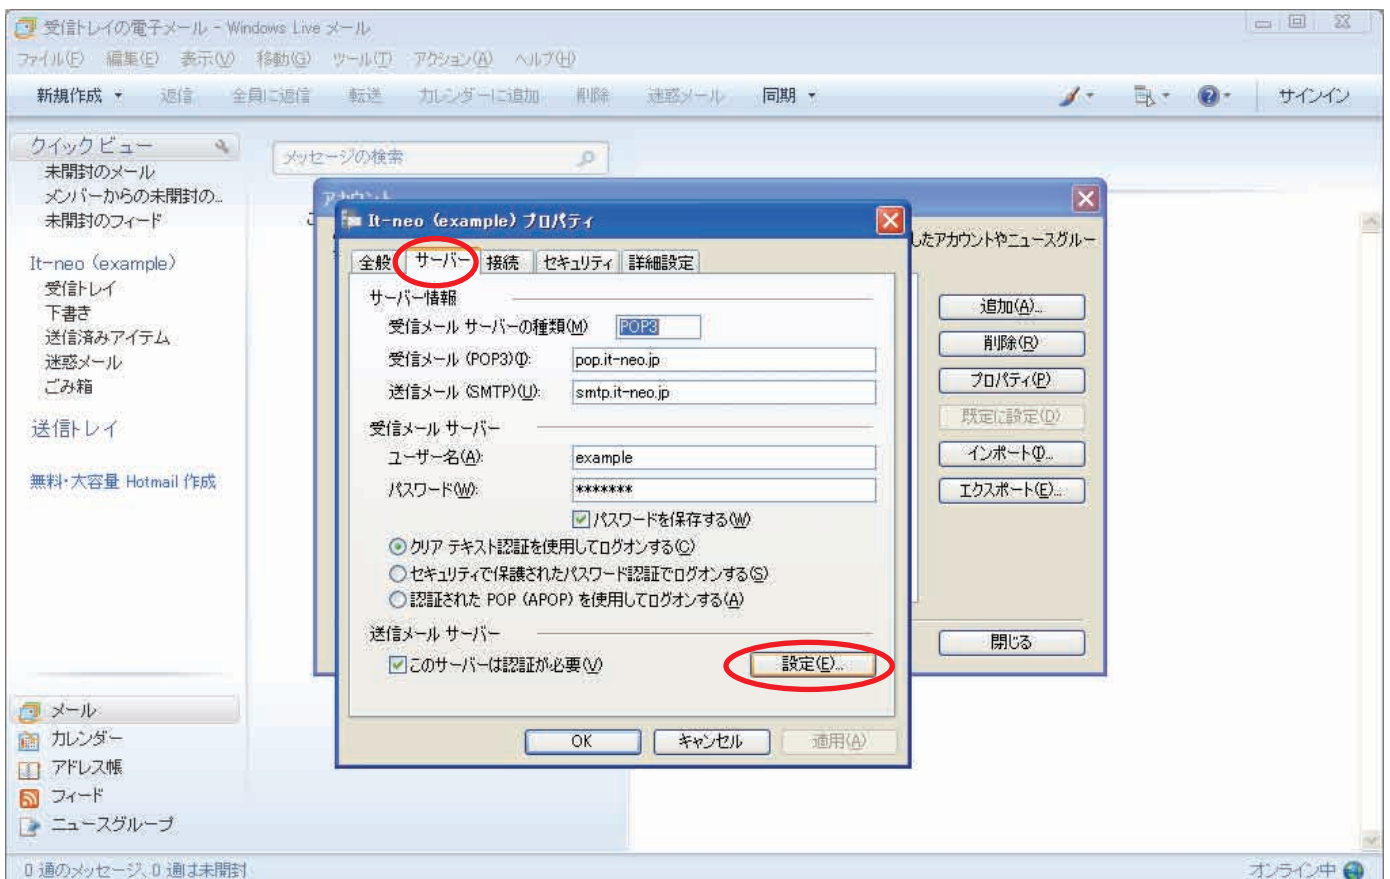 受信トレイの電子メール - Windows Live メール
ファイル(F) 編集(E) 表示(V) 移動(G) ツール(T) アクション(A) ヘルプ(H)
新規作成 返信 全員に返信 転送 カレンダーに追加 削除 迷惑メール 同期 サインイン
クイック ビュー
未開封のメール
メンバーからの未開封の...
未開封のフィード
It-neo (example)
受信トレイ
下書き
送信済みアイテム
迷惑メール
ごみ箱
送信トレイ
無料・大容量 Hotmail 作成
メール
カレンダー
アドレス帳
フィード
ニュースグループ
メッセージの検索
アカウント
したアカウントやニュースグルー
It-neo (example) プロパティ
全般 サーバー 接続 セキュリティ 詳細設定
サーバー情報
受信メール サーバーの種類(M) POP3
受信メール (POP3)(I): pop.it-neo.jp
送信メール (SMTP)(U): smtp.it-neo.jp
受信メール サーバー
ユーザー名(A): example
パスワード(W): *******
パスワードを保存する(W)
クリア テキスト認証を使用してログオンする(C)
セキュリティで保護されたパスワード認証でログオンする(S)
認証された POP (APOP) を使用してログオンする(A)
送信メール サーバー
このサーバーは認証が必要(V) 設定(E)...
OK キャンセル 適用(A)
追加(A)...
削除(R)
プロパティ(P)
既定に設定(D)
インポート(I)...
エクスポート(E)...
閉じる
0 通のメッセージ、0 通は未開封 オンライン中